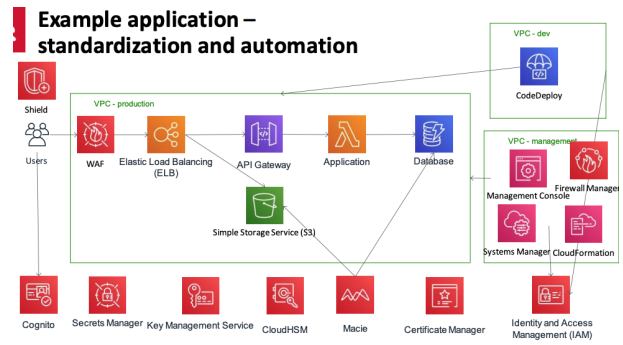 Example application –
standardization and automation
VPC - dev
CodeDeploy
Shield
VPC - production
Users
WAF
Elastic Load Balancing
(ELB)
API Gateway
Application
Database
VPC - management
Firewall Manager
Management Console
Simple Storage Service (S3)
Systems Manager
CloudFormation
Cognito
Secrets Manager
Key Management Service
CloudHSM
Macie
Certificate Manager
Identity and Access
Management (IAM)